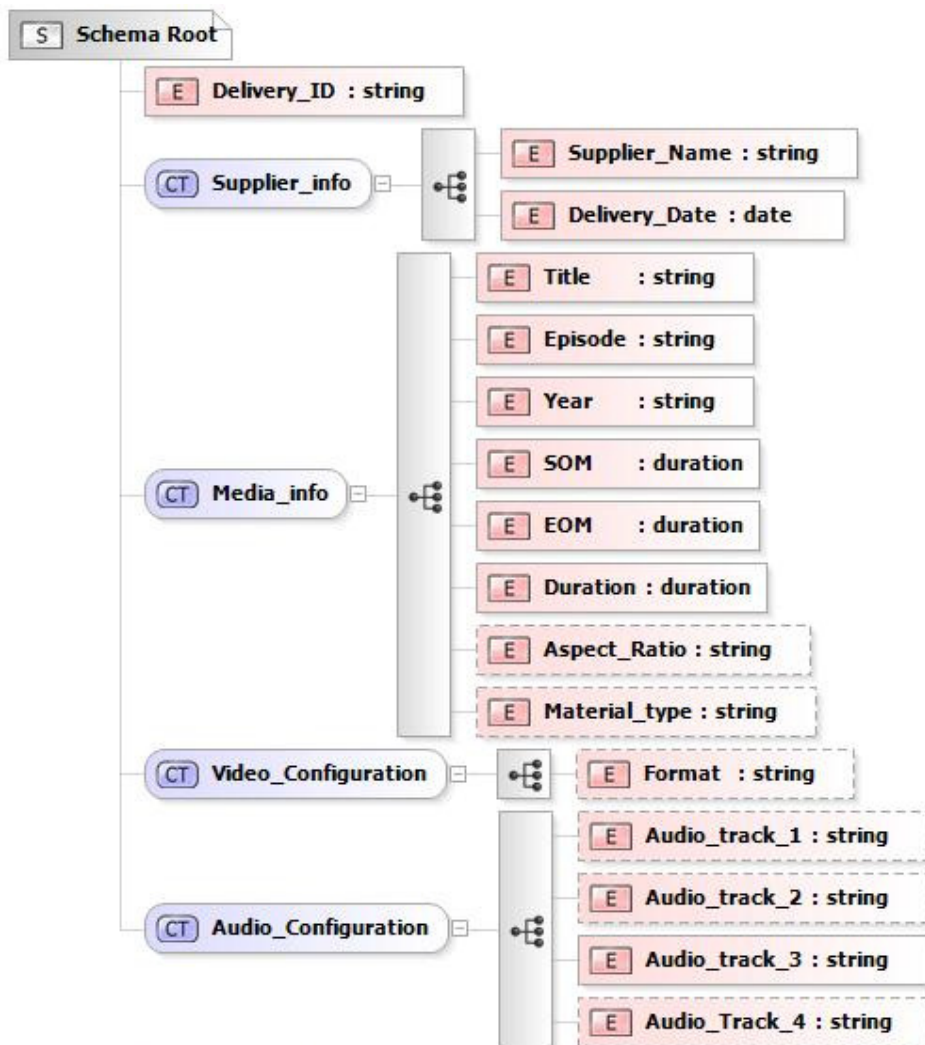 S Schema Root
E Delivery_ID : string
CT Supplier_info
E Supplier_Name : string
E Delivery_Date : date
CT Media_info
E Title : string
E Episode : string
E Year : string
E SOM : duration
E EOM : duration
E Duration : duration
E Aspect_Ratio : string
E Material_type : string
CT Video_Configuration
E Format : string
CT Audio_Configuration
E Audio_track_1 : string
E Audio_track_2 : string
E Audio_track_3 : string
E Audio_Track_4 : string